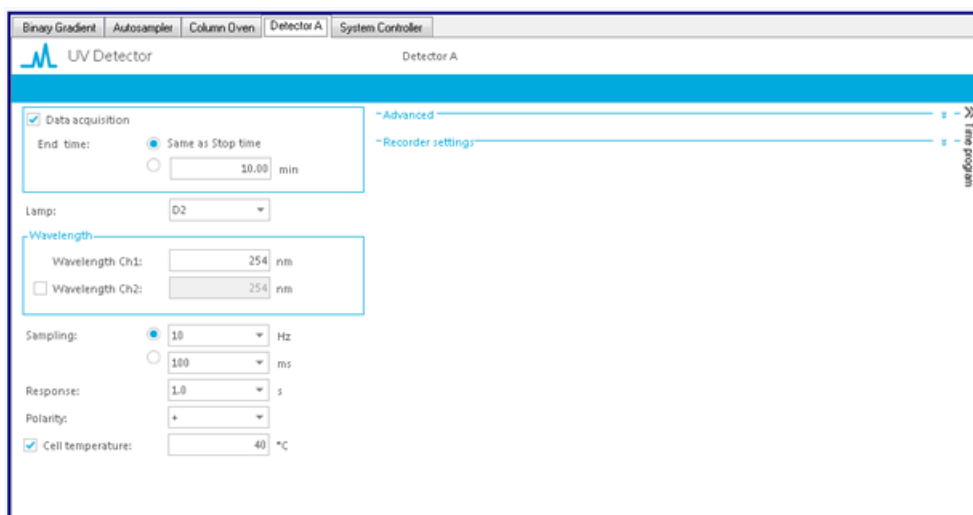 Binary Gradient Autosampler Column Oven Detector A System Controller
UV Detector Detector A
Data acquisition
End time: Same as Stop time
10.00 min
Lamp: D2
Wavelength
Wavelength Ch1: 254 nm
Wavelength Ch2: 254 nm
Sampling: 10 Hz
100 ms
Response: 1.0 s
Polarity: +
Cell temperature: 40 °C
Advanced
Recorder settings
Time program